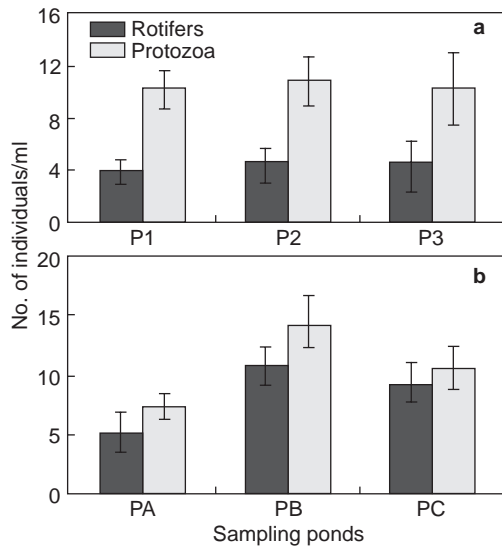 No. of individuals/ml
16
12
8
4
0
Rotifers
Protozoa
a
P1 P2 P3
20
15
10
5
0
b
PA PB PC
Sampling ponds